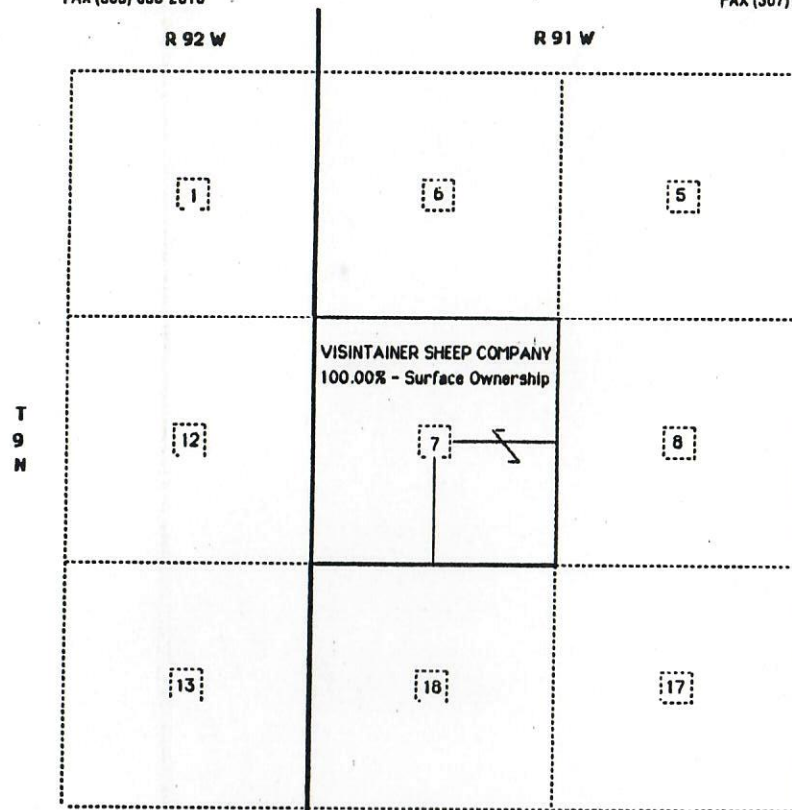 R 92 W R 91 W
1 6 5
VISINTAINER SHEEP COMPANY
100.00% - Surface Ownership
T
9
N
12 7 8
13 18 17